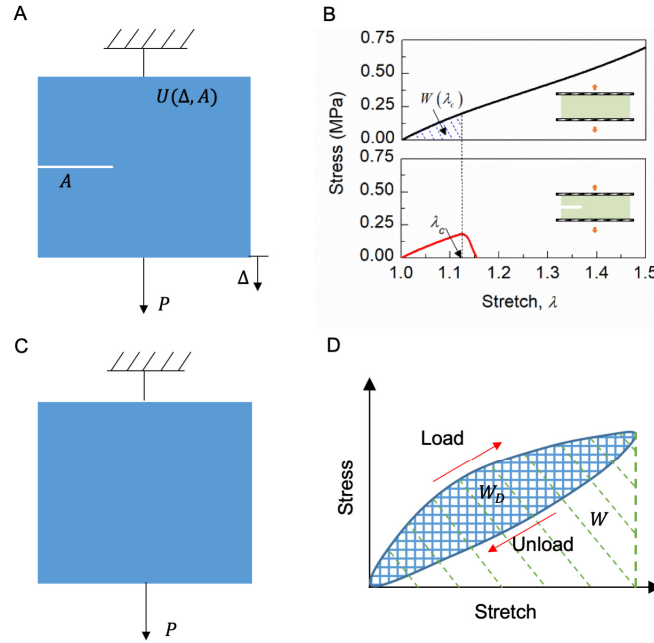 A
U(Δ, A)
A
Δ
P
B
Stress (MPa)
0.75
0.50
0.25
0.00
W(λc)
0.75
0.50
0.25
0.00
λc
1.0 1.1 1.2 1.3 1.4 1.5
Stretch, λ
C
P
D
Stress
Load
W_D
W
Unload
Stretch